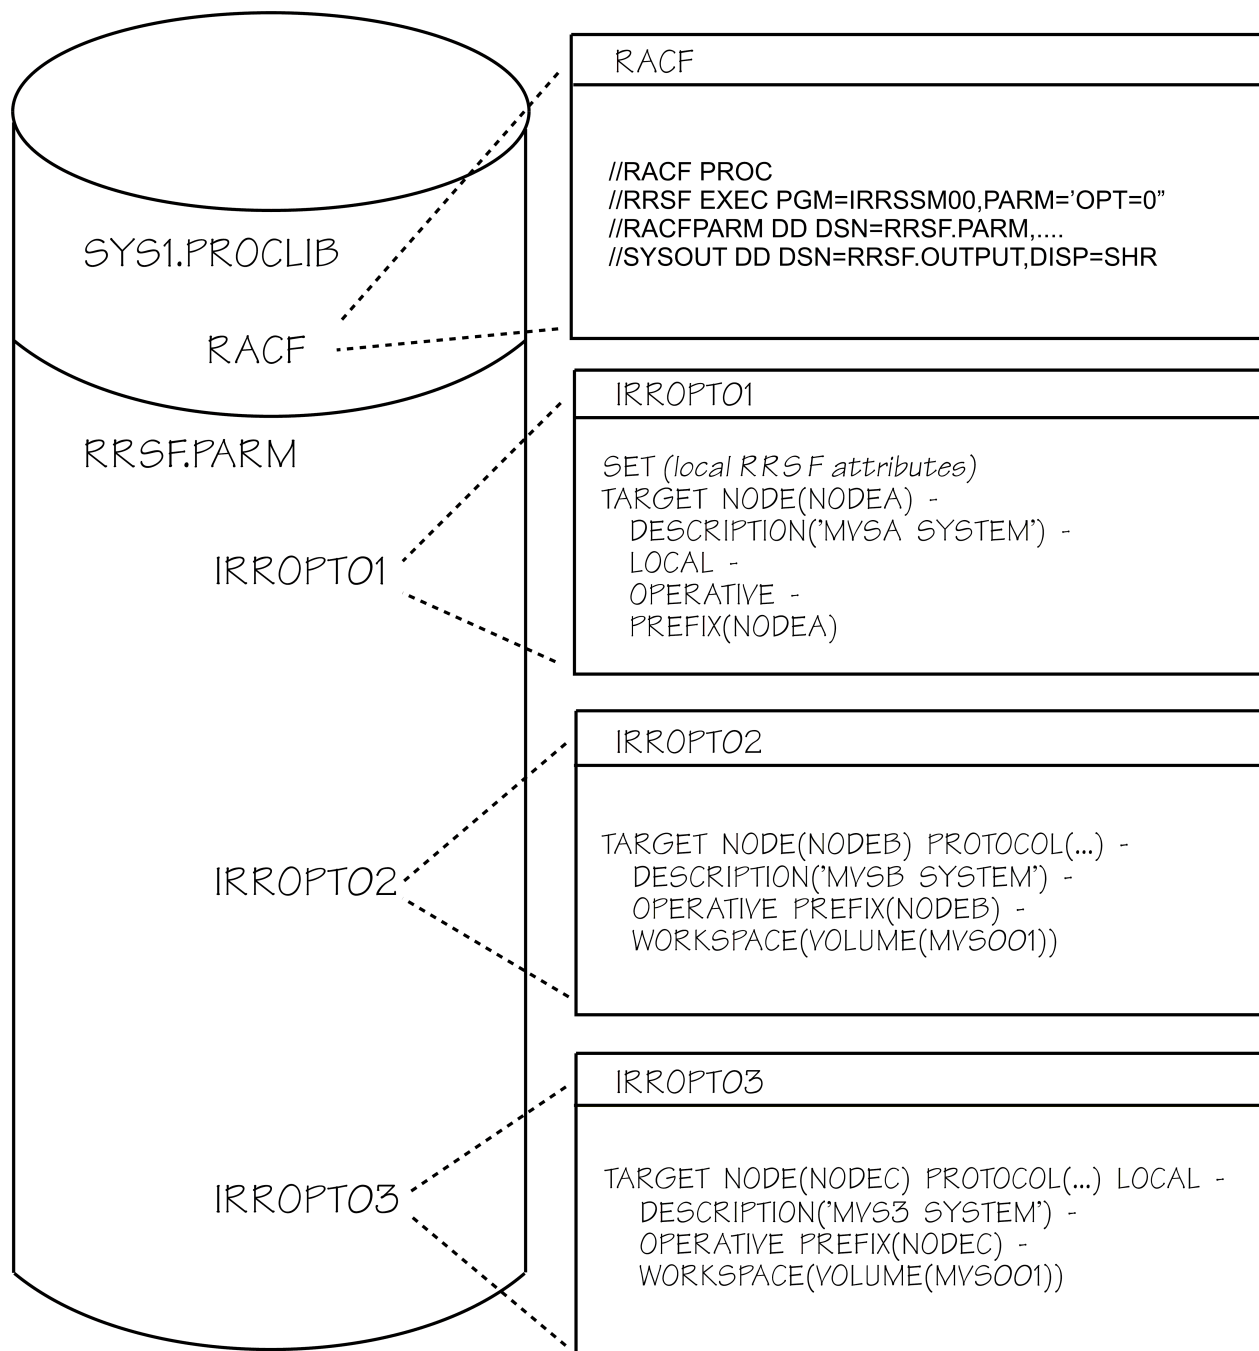 SYS1.PROCLIB
RACF
RRSF.PARM
IRROPT01
IRROPT02
IRROPT03
RACF
//RACF PROC
//RRSF EXEC PGM=IRRSSM00,PARM=’OPT=0”
//RACFPARM DD DSN=RRSF.PARM,....
//SYSOUT DD DSN=RRSF.OUTPUT,DISP=SHR
IRROPT01
SET (local RRSF attributes)
TARGET NODE(NODEA) -
DESCRIPTION(’MVSA SYSTEM’) -
LOCAL -
OPERATIVE -
PREFIX(NODEA)
IRROPT02
TARGET NODE(NODEB) PROTOCOL(...) -
DESCRIPTION(’MVSB SYSTEM’) -
OPERATIVE PREFIX(NODEB) -
WORKSPACE(VOLUME(MVS001))
IRROPT03
TARGET NODE(NODEC) PROTOCOL(...) LOCAL -
DESCRIPTION(’MVS3 SYSTEM’) -
OPERATIVE PREFIX(NODEC) -
WORKSPACE(VOLUME(MVS001))